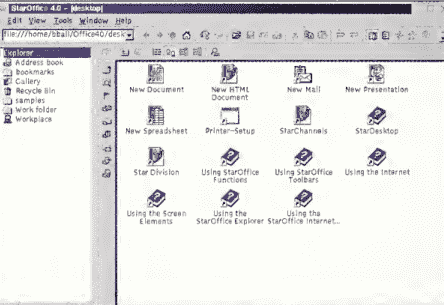 StarOffice 4.0 - [desktop]
Edit View Tools Window Help
file:///home/bball/Office40/desk
Explorer
Address book
bookmarks
Gallery
Recycle Bin
samples
Work folder
Workplace
New Document
New HTML
Document
New Mail
New Presentation
New Spreadsheet
Printer-Setup
StarChannels
StarDesktop
Star Division
Using StarOffice
Functions
Using StarOffice
Toolbars
Using the Internet
Using the Screen
Elements
Using the
StarOffice Explorer
Using the
StarOffice Internet...